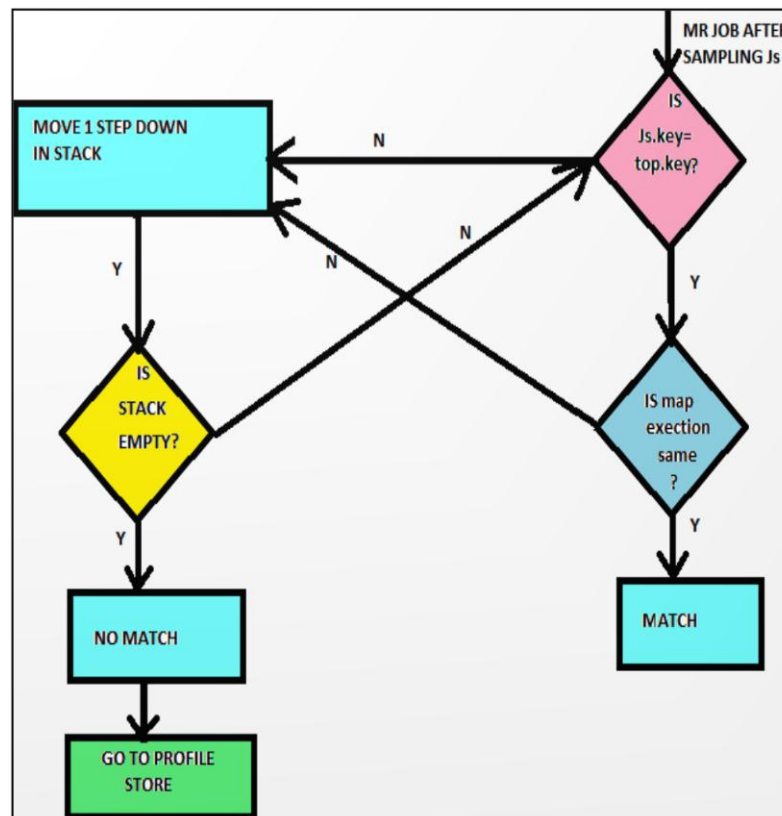 MR JOB AFTER
SAMPLING Js
IS
Js.key=
top.key?
MOVE 1 STEP DOWN
IN STACK
N
N
N
Y
Y
IS
STACK
EMPTY?
IS map
exection
same
?
Y
Y
NO MATCH
MATCH
GO TO PROFILE
STORE